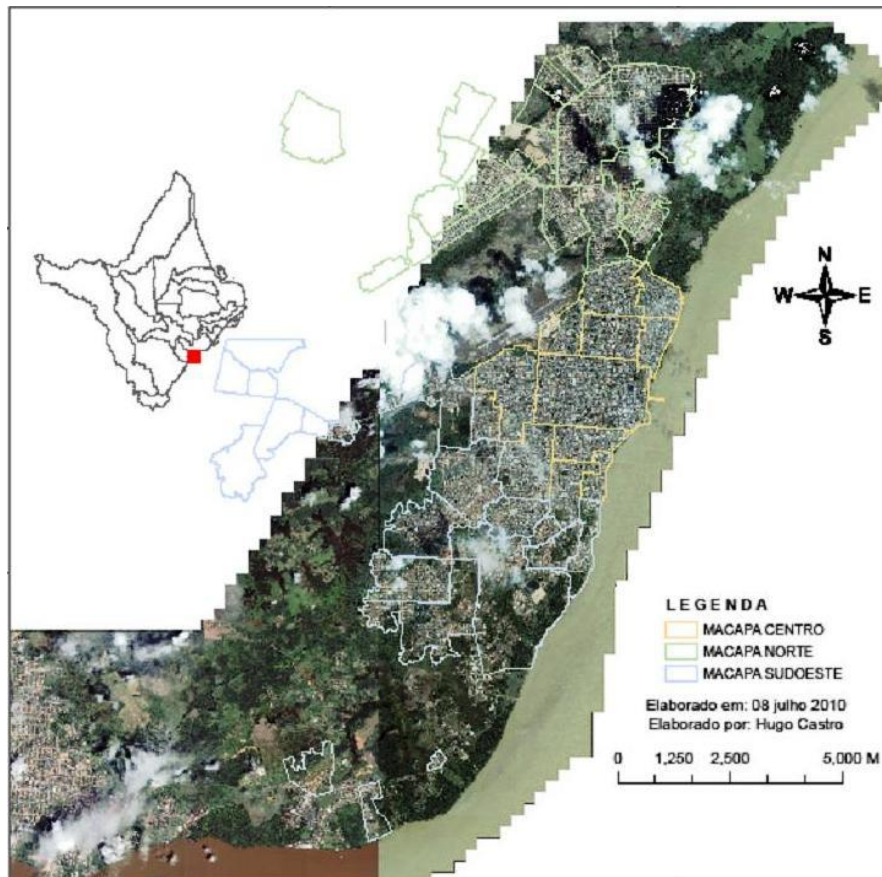 N
W E
S
LEGENDA
MACAPA CENTRO
MACAPA NORTE
MACAPA SUDOESTE
Elaborado em: 08 julho 2010
Elaborado por: Hugo Castro
0 1,250 2,500 5,000 M